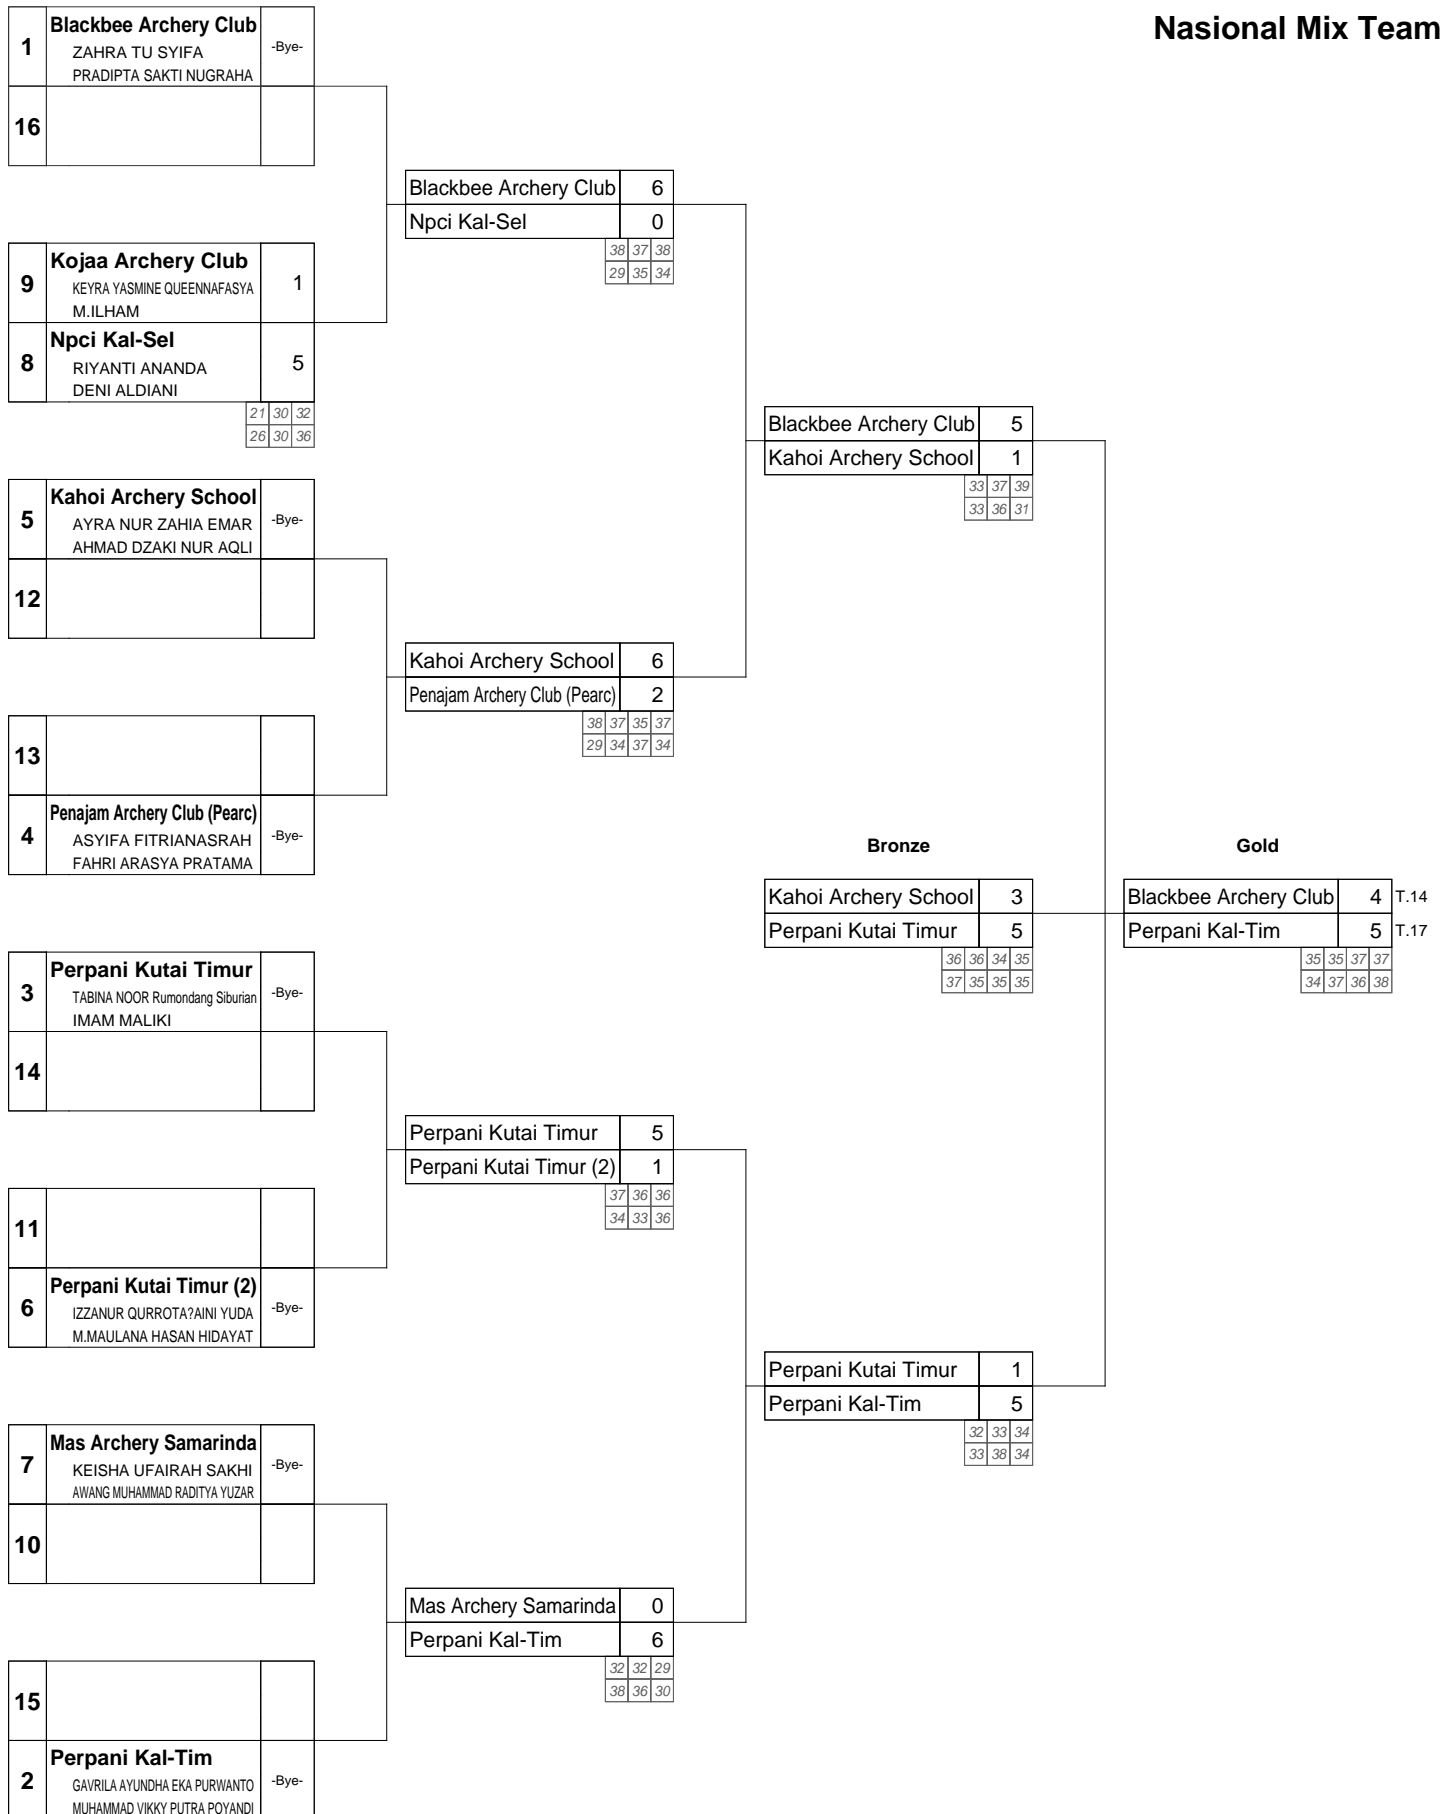 Nasional Mix Team
1
Blackbee Archery Club
ZAHRA TU SYIFA
PRADIPTA SAKTI NUGRAHA
-Bye-
16
9
Kojaa Archery Club
KEYRA YASMINE QUEENNAFASYA
M.ILHAM
1
8
Npci Kal-Sel
RIYANTI ANANDA
DENI ALDIANI
5
21 30 32
26 30 36
5
Kahoi Archery School
AYRA NUR ZAHIA EMAR
AHMAD DZAKI NUR AQLI
-Bye-
12
13
4
Penajam Archery Club (Pearc)
ASYIFA FITRIANASRAH
FAHRI ARASYA PRATAMA
-Bye-
3
Perpani Kutai Timur
TABINA NOOR Rumondang Siburian
IMAM MALIKI
-Bye-
14
11
6
Perpani Kutai Timur (2)
IZZANUR QURROTA?AINI YUDA
M.MAULANA HASAN HIDAYAT
-Bye-
7
Mas Archery Samarinda
KEISHA UFAIRAH SAKHI
AWANG MUHAMMAD RADITYA YUZAR
-Bye-
10
15
2
Perpani Kal-Tim
GAVRILA AYUNDHA EKA PURWANTO
MUHAMMAD VIKKY PUTRA POYANDI
-Bye-
Blackbee Archery Club 6
Npci Kal-Sel 0
38 37 38
29 35 34
Kahoi Archery School 6
Penajam Archery Club (Pearc) 2
38 37 35 37
29 34 37 34
Perpani Kutai Timur 5
Perpani Kutai Timur (2) 1
37 36 36
34 33 36
Mas Archery Samarinda 0
Perpani Kal-Tim 6
32 32 29
38 36 30
Blackbee Archery Club 5
Kahoi Archery School 1
33 37 39
33 36 31
Perpani Kutai Timur 1
Perpani Kal-Tim 5
32 33 34
33 38 34
Bronze
Kahoi Archery School 3
Perpani Kutai Timur 5
36 36 34 35
37 35 35 35
Gold
Blackbee Archery Club 4 T.14
Perpani Kal-Tim 5 T.17
35 35 37 37
34 37 36 38